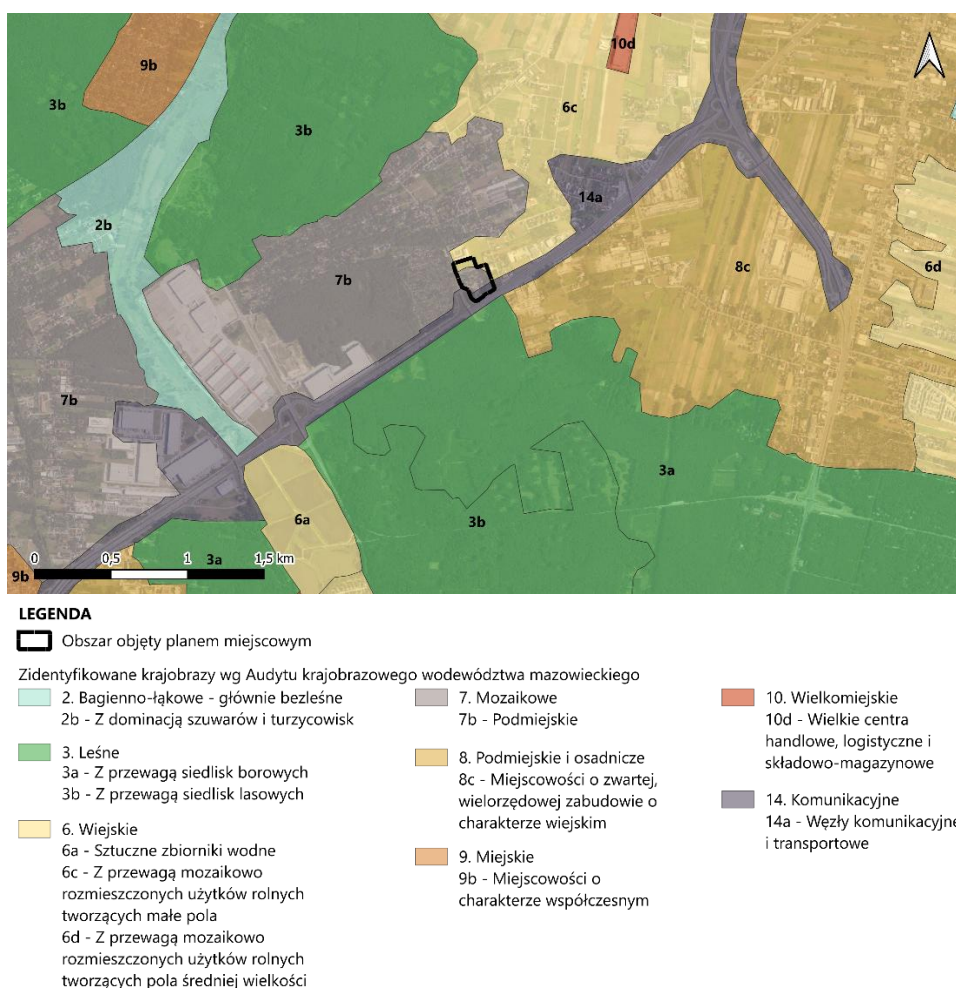 10d
9b
3b
6c
3b
14a
2b
8c
6d
7b
7b
3a
6a
3b
0 0,5 1 1,5 km
3a
9b
LEGENDA
Obszar objęty planem miejscowym
Zidentyfikowane krajobrazy wg Audytu krajobrazowego wodewództwa mazowieckiego
2. Bagienno-łąkowe - głównie bezleśne
2b - Z dominacją szuwarów i turzycowisk
3. Leśne
3a - Z przewagą siedlisk borowych
3b - Z przewagą siedlisk lasowych
6. Wiejskie
6a - Sztuczne zbiorniki wodne
6c - Z przewagą mozaikowo
rozmieszczonych użytków rolnych
tworzących małe pola
6d - Z przewagą mozaikowo
rozmieszczonych użytków rolnych
tworzących pola średniej wielkości
7. Mozaikowe
7b - Podmiejskie
8. Podmiejskie i osadnicze
8c - Miejscowości o zwartej,
wielorzędowej zabudowie o
charakterze wiejskim
9. Miejskie
9b - Miejscowości o
charakterze współczesnym
10. Wielkomiejskie
10d - Wielkie centra
handlowe, logistyczne i
składowo-magazynowe
14. Komunikacyjne
14a - Węzły komunikacyjne
i transportowe